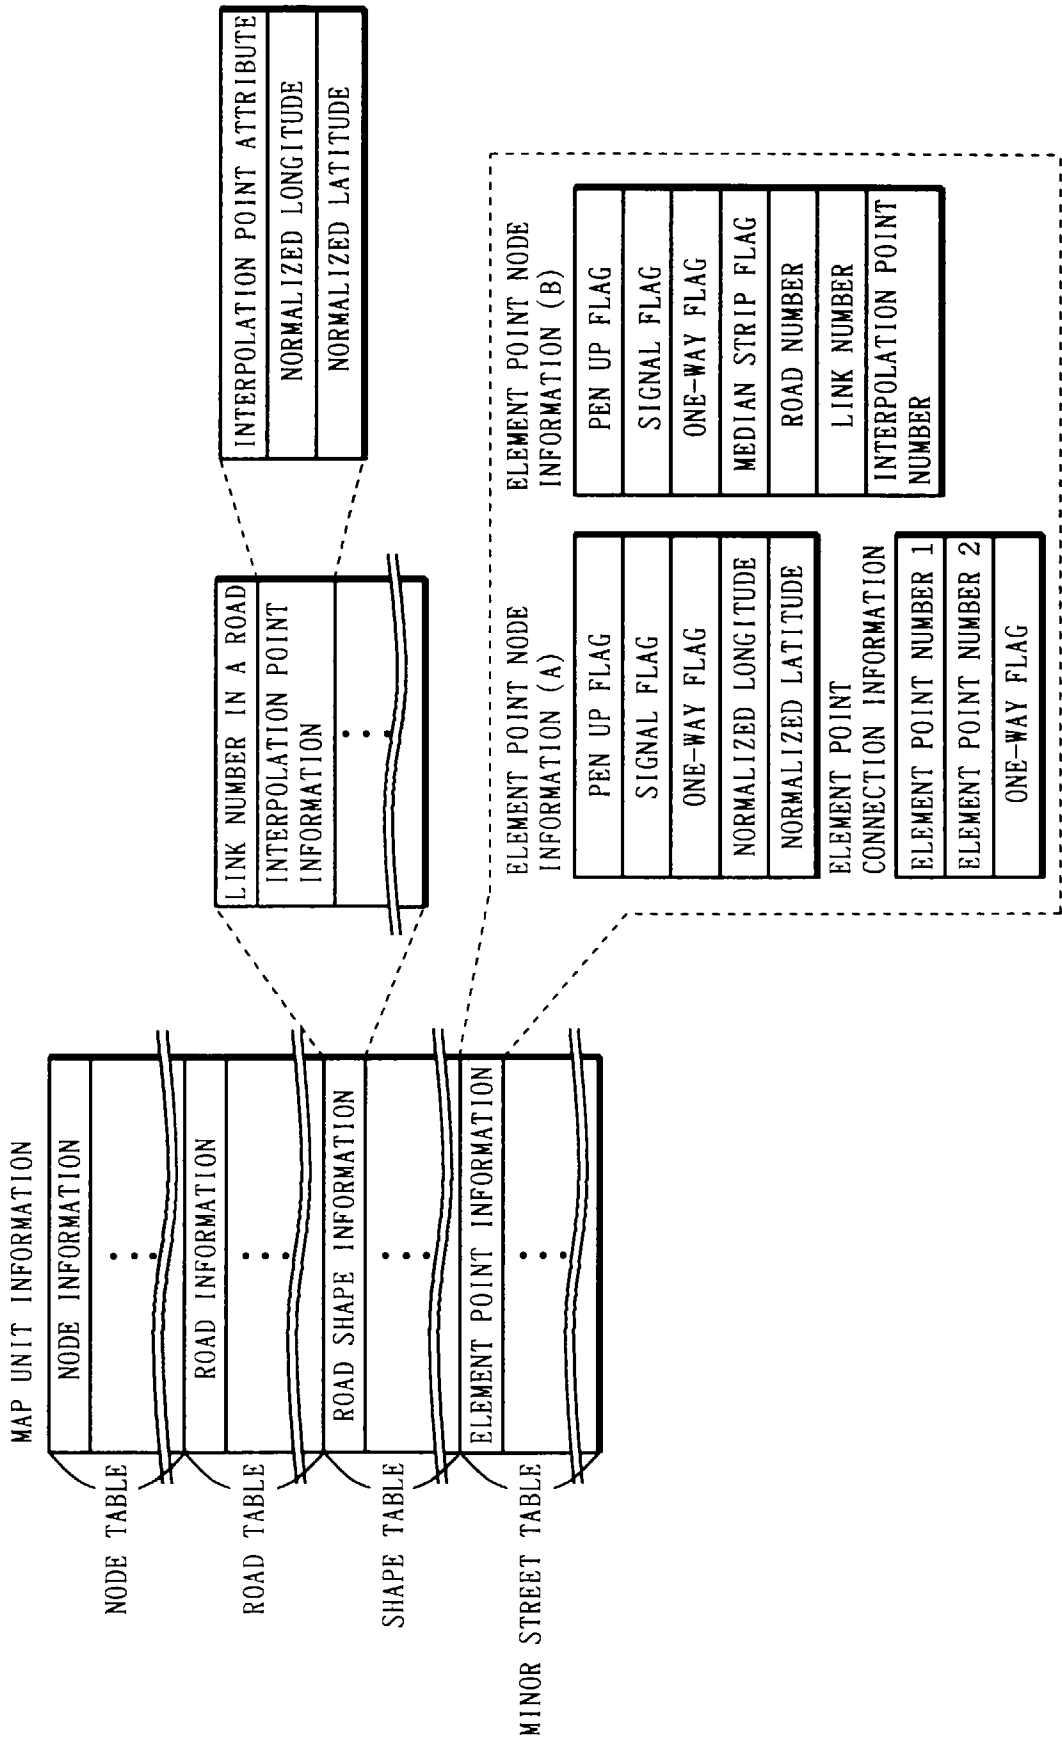 MAP UNIT INFORMATION
NODE TABLE
NODE INFORMATION
ROAD TABLE
ROAD INFORMATION
SHAPE TABLE
ROAD SHAPE INFORMATION
MINOR STREET TABLE
ELEMENT POINT INFORMATION
LINK NUMBER IN A ROAD
INTERPOLATION POINT
INFORMATION
INTERPOLATION POINT ATTRIBUTE
NORMALIZED LONGITUDE
NORMALIZED LATITUDE
ELEMENT POINT NODE
INFORMATION (A)
PEN UP FLAG
SIGNAL FLAG
ONE-WAY FLAG
NORMALIZED LONGITUDE
NORMALIZED LATITUDE
ELEMENT POINT
CONNECTION INFORMATION
ELEMENT POINT NUMBER 1
ELEMENT POINT NUMBER 2
ONE-WAY FLAG
ELEMENT POINT NODE
INFORMATION (B)
PEN UP FLAG
SIGNAL FLAG
ONE-WAY FLAG
MEDIAN STRIP FLAG
ROAD NUMBER
LINK NUMBER
INTERPOLATION POINT
NUMBER